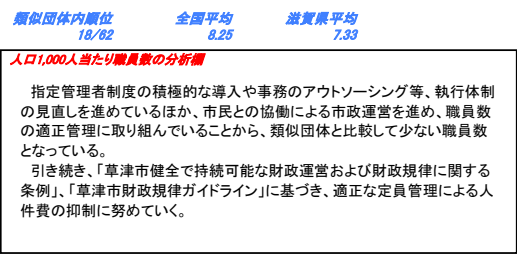 類似団体内順位 全国平均 滋賀県平均
18/62 8.25 7.33
人口1,000人当たり職員数の分析欄
指定管理者制度の積極的な導入や事務のアウトソーシング等、執行体制
の見直しを進めているほか、市民との協働による市政運営を進め、職員数
の適正管理に取り組んでいることから、類似団体と比較して少ない職員数
となっている。
引き続き、「草津市健全で持続可能な財政運営および財政規律に関する
条例」、「草津市財政規律ガイドライン」に基づき、適正な定員管理による人
件費の抑制に努めていく。